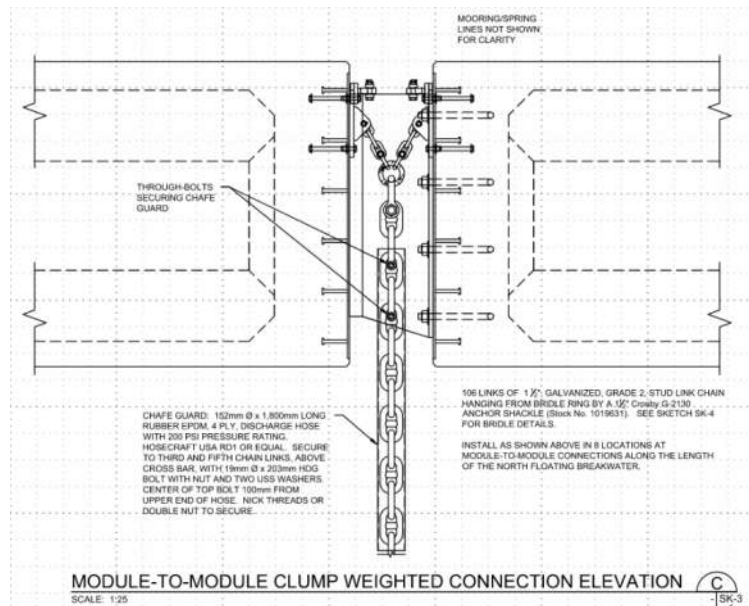 MOORING/SPRING
LINES NOT SHOWN
FOR CLARITY
THROUGH-BOLTS
SECURING CHAFE
GUARD
CHAFE GUARD: 152mm Ø x 1,800mm LONG
RUBBER EPDM, 4 PLY, DISCHARGE HOSE
WITH 200 PSI PRESSURE RATING.
HOSECRAFT USA RD1 OR EQUAL. SECURE
TO THIRD AND FIFTH CHAIN LINKS, ABOVE
CROSS BAR, WITH 19mm Ø x 203mm HDG
BOLT WITH NUT AND TWO USS WASHERS.
CENTER OF TOP BOLT 100mm FROM
UPPER END OF HOSE. NICK THREADS OR
DOUBLE NUT TO SECURE.
106 LINKS OF GALVANIZED, GRADE 2, STUD LINK CHAIN
HANGING FROM BRIDLE RING BY A Crosby G-2130
ANCHOR SHACKLE (Stock No. 1019631). SEE SKETCH SK-4
FOR BRIDLE DETAILS.
INSTALL AS SHOWN ABOVE IN 8 LOCATIONS AT
MODULE-TO-MODULE CONNECTIONS ALONG THE LENGTH
OF THE NORTH FLOATING BREAKWATER.
MODULE-TO-MODULE CLUMP WEIGHTED CONNECTION ELEVATION
C
SCALE: 1:25
- SK-3